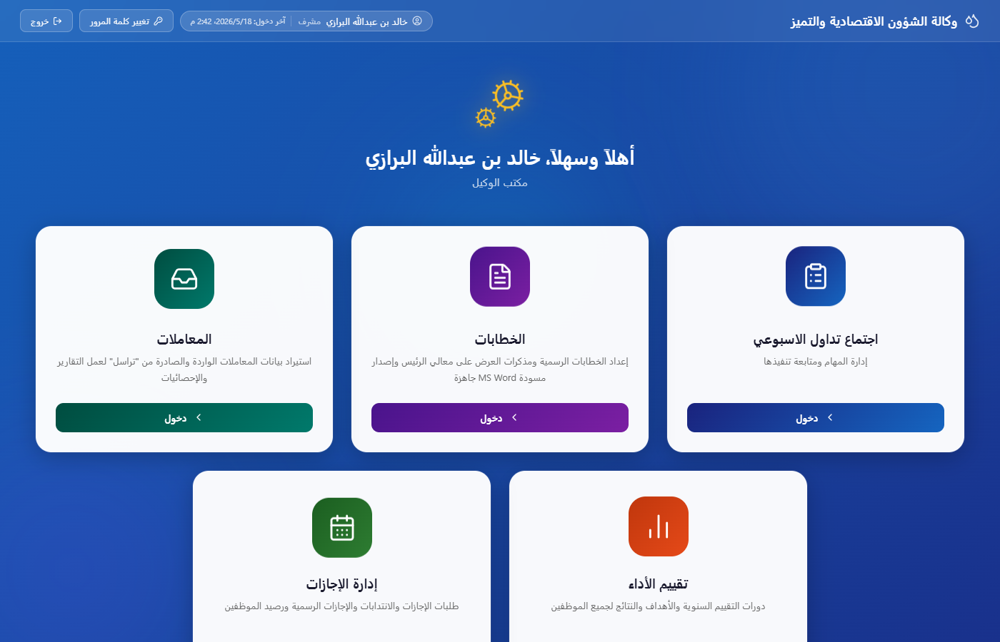 وكالة الشؤون الاقتصادية والتميز
خالد بن عبدالله البرازي مشرف آخر دخول: 2026/5/18، 2:42 م
تغيير كلمة المرور
خروج
أهلاً وسهلاً، خالد بن عبدالله البرازي
مكتب الوكيل
اجتماع تداول الاسبوعي
إدارة المهام ومتابعة تنفيذها
دخول
الخطابات
إعداد الخطابات الرسمية ومذكرات العرض على معالي الرئيس وإصدار
مسودة MS Word جاهزة
دخول
المعاملات
استيراد بيانات المعاملات الواردة والصادرة من "تراسل" لعمل التقارير
والإحصائيات
دخول
تقييم الأداء
دورات التقييم السنوية والأهداف والنتائج لجميع الموظفين
إدارة الإجازات
طلبات الإجازات والانتدابات والإجازات الرسمية ورصيد الموظفين